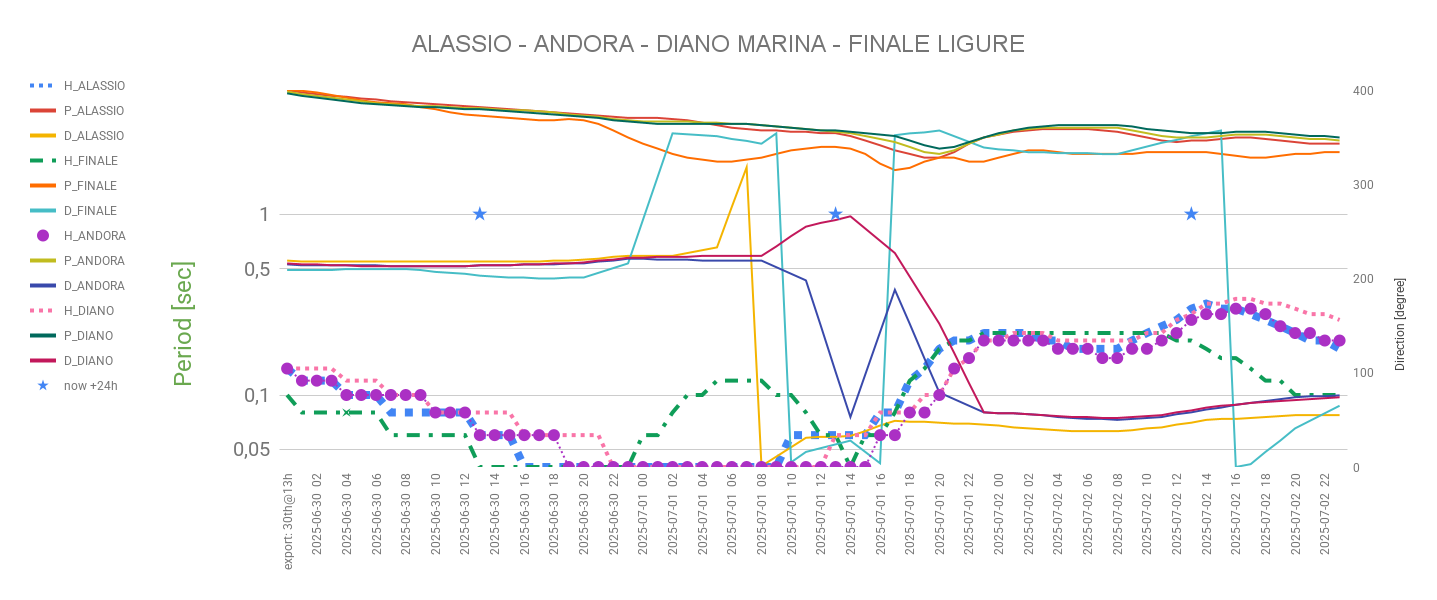 ALASSIO - ANDORA - DIANO MARINA - FINALE LIGURE
H_ALASSIO
P_ALASSIO
D_ALASSIO
H_FINALE
P_FINALE
D_FINALE
H_ANDORA
P_ANDORA
D_ANDORA
H_DIANO
P_DIANO
D_DIANO
now +24h
Period [sec]
1
0,5
0,1
0,05
400
300
200
100
0
Direction [degree]
export: 30th@13h
2025-06-30 02
2025-06-30 04
2025-06-30 06
2025-06-30 08
2025-06-30 10
2025-06-30 12
2025-06-30 14
2025-06-30 16
2025-06-30 18
2025-06-30 20
2025-06-30 22
2025-07-01 00
2025-07-01 02
2025-07-01 04
2025-07-01 06
2025-07-01 08
2025-07-01 10
2025-07-01 12
2025-07-01 14
2025-07-01 16
2025-07-01 18
2025-07-01 20
2025-07-01 22
2025-07-02 00
2025-07-02 02
2025-07-02 04
2025-07-02 06
2025-07-02 08
2025-07-02 10
2025-07-02 12
2025-07-02 14
2025-07-02 16
2025-07-02 18
2025-07-02 20
2025-07-02 22